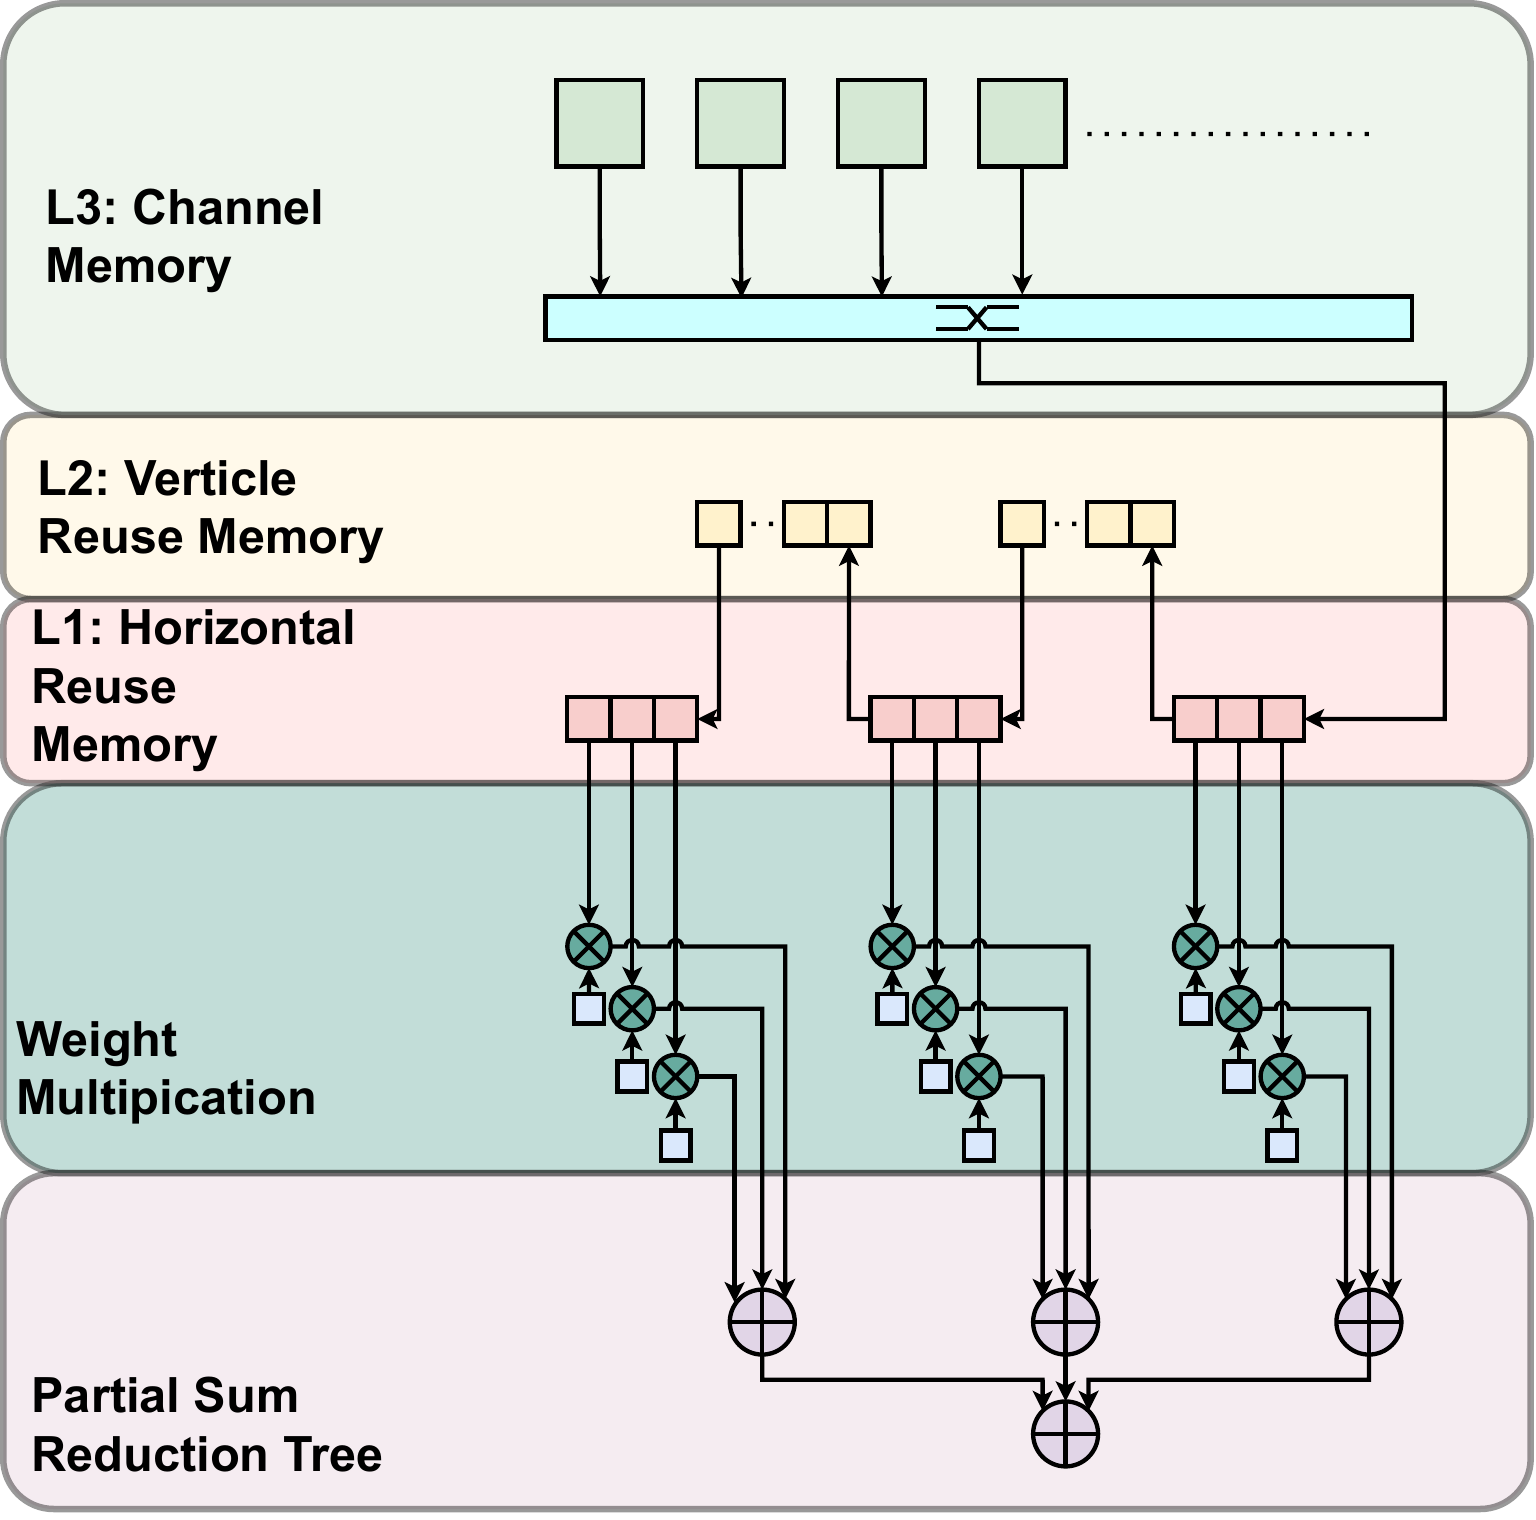 L3: Channel
Memory
L2: Verticle
Reuse Memory
L1: Horizontal
Reuse
Memory
Weight
Multipication
Partial Sum
Reduction Tree